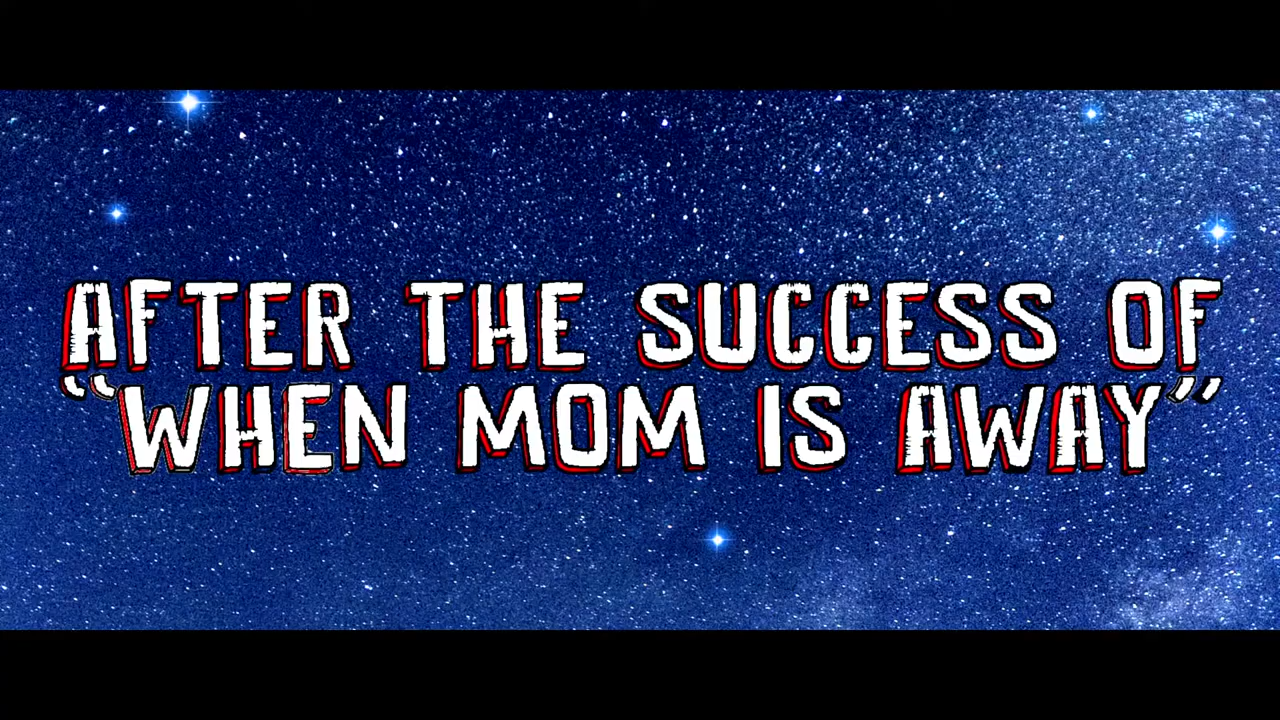 AFTER THE SUCCESS OF
“WHEN MOM IS AWAY”